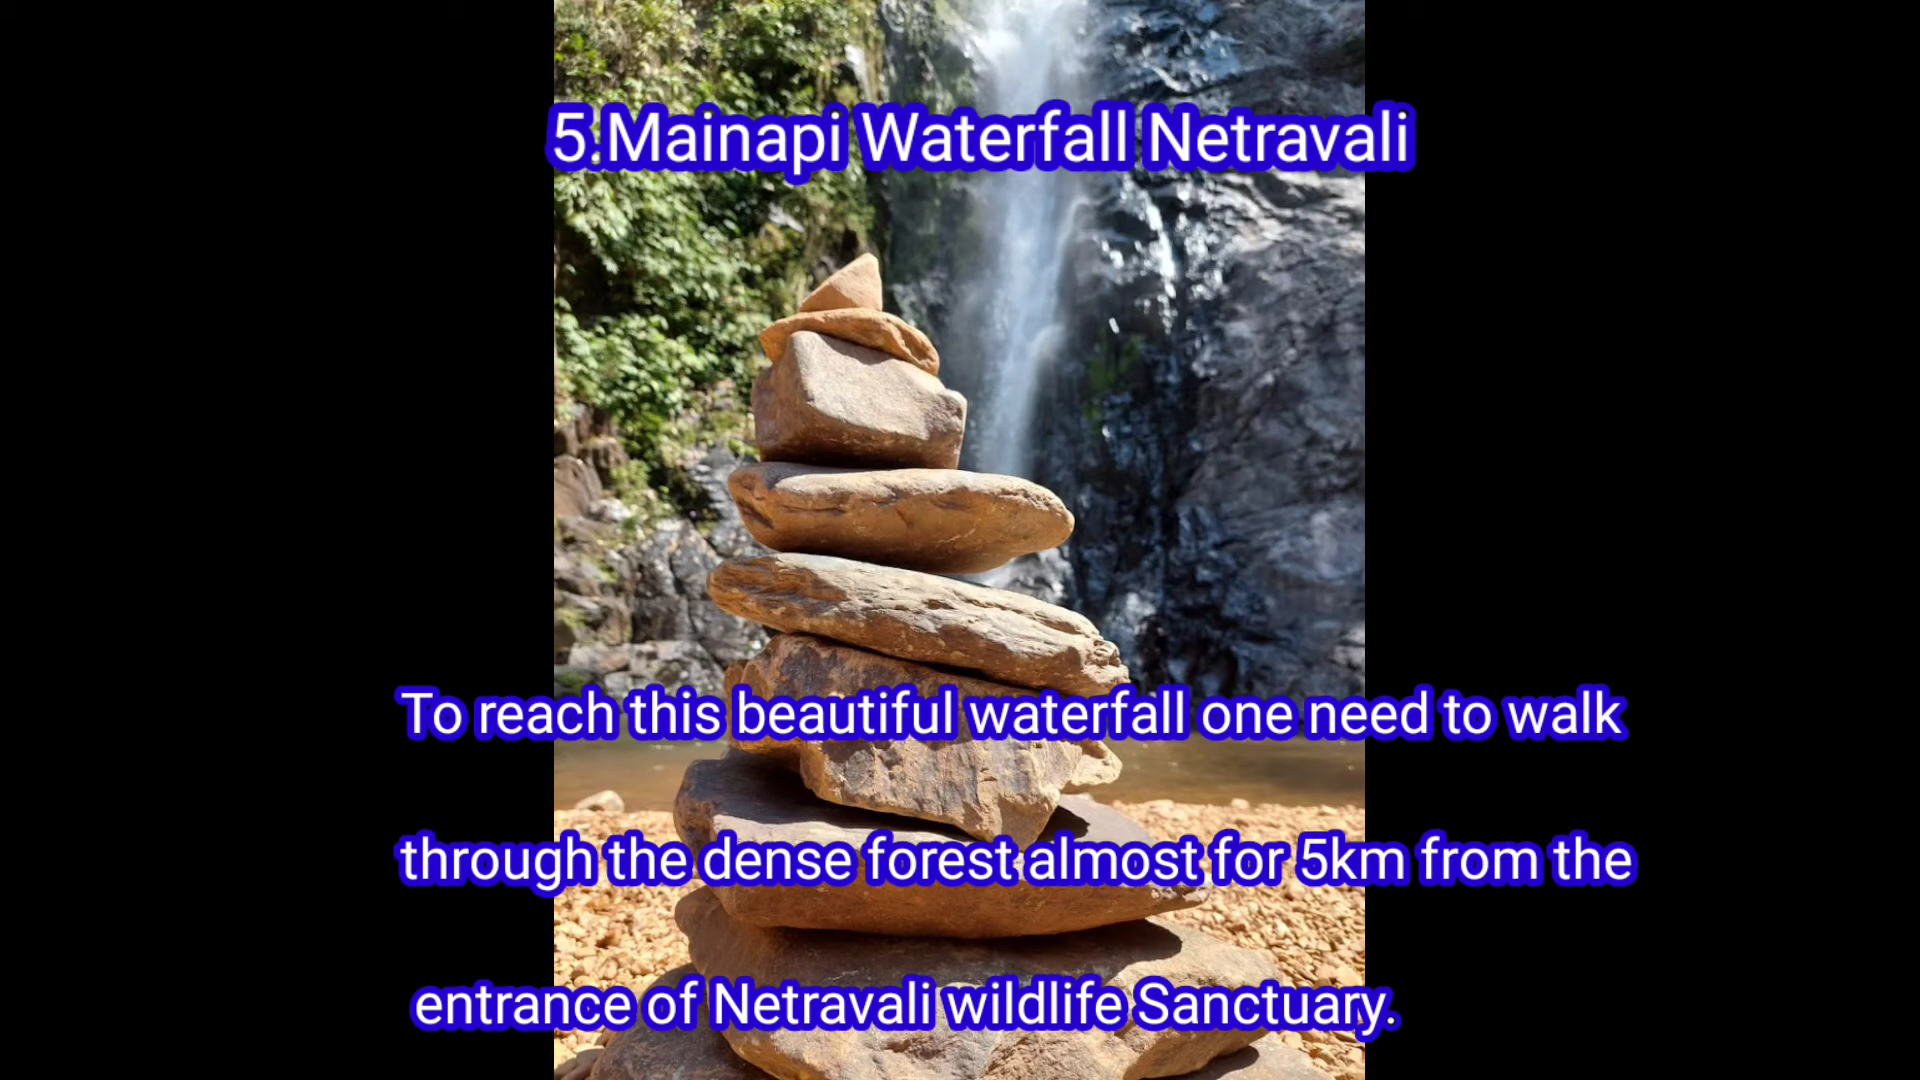 5.Mainapi Waterfall Netravali
To reach this beautiful waterfall one need to walk
through the dense forest almost for 5km from the
entrance of Netravali wildlife Sanctuary.